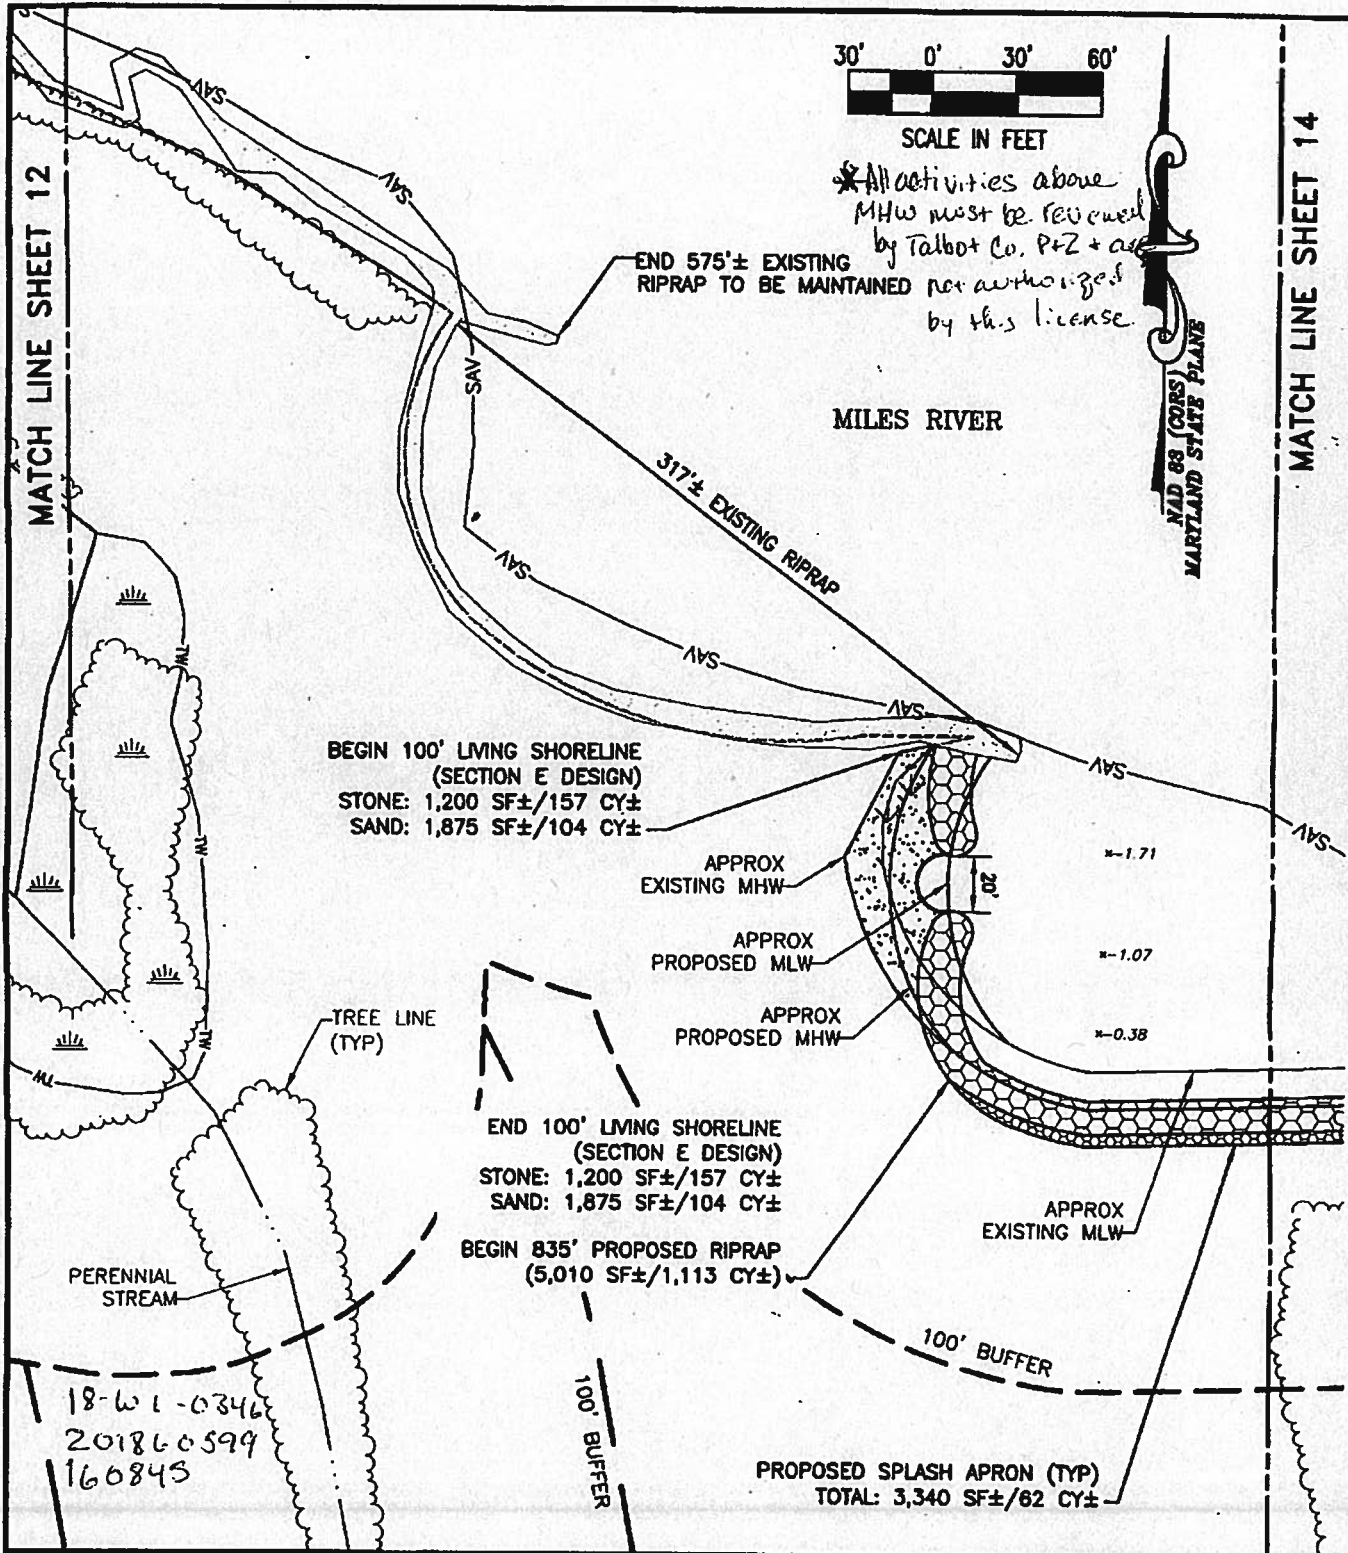 30' 0' 30' 60'
SCALE IN FEET
*All activities above
MHW must be reviewed
by Talbot Co. P+Z + are
not authorized
by this license.
MATCH LINE SHEET 12
MATCH LINE SHEET 14
NAD 83 (CORS)
MARYLAND STATE PLANE
SAV
SAV
END 575'± EXISTING
RIPRAP TO BE MAINTAINED
MILES RIVER
SAV
317'± EXISTING RIPRAP
SAV
SAV
SAV
SAV
SAV
TW
TW
TW
TW
BEGIN 100' LIVING SHORELINE
(SECTION E DESIGN)
STONE: 1,200 SF±/157 CY±
SAND: 1,875 SF±/104 CY±
APPROX
EXISTING MHW
20'
×-1.71
APPROX
PROPOSED MLW
×-1.07
APPROX
PROPOSED MHW
×-0.38
TREE LINE
(TYP)
END 100' LIVING SHORELINE
(SECTION E DESIGN)
STONE: 1,200 SF±/157 CY±
SAND: 1,875 SF±/104 CY±
BEGIN 835' PROPOSED RIPRAP
(5,010 SF±/1,113 CY±)
APPROX
EXISTING MLW
PERENNIAL
STREAM
100' BUFFER
100' BUFFER
18-WL-0346
201860599
160845
PROPOSED SPLASH APRON (TYP)
TOTAL: 3,340 SF±/62 CY±